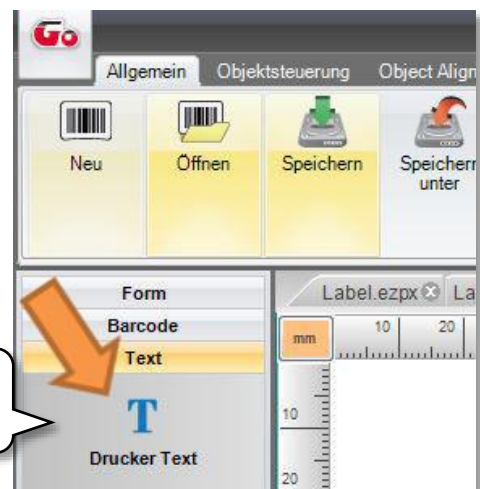 Go
Allgemein Objektsteuerung Object Align
Neu Öffnen Speichern Speichern unter
Form
Barcode
Text
T
Drucker Text
Label.ezpx La
mm 10 20
10
20